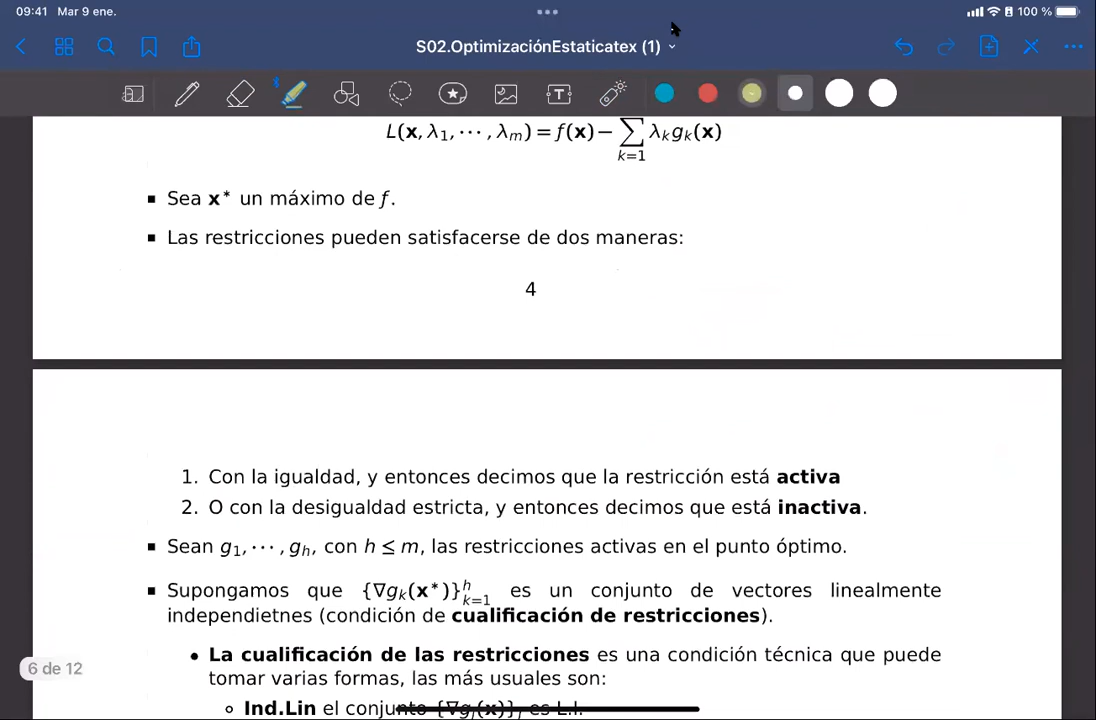 09:41 Mar 9 ene.
100 %
S02.OptimizaciónEstaticatex (1)
L(x, λ₁, ⋯ , λₘ) = f(x) − ∑ λₖgₖ(x)
k=1
▪ Sea x* un máximo de f.
▪ Las restricciones pueden satisfacerse de dos maneras:
4
1. Con la igualdad, y entonces decimos que la restricción está activa
2. O con la desigualdad estricta, y entonces decimos que está inactiva.
▪ Sean g₁, ⋯ , gₕ, con h ≤ m, las restricciones activas en el punto óptimo.
▪ Supongamos que {∇gₖ(x*)}ʰₖ₌₁ es un conjunto de vectores linealmente
independietnes (condición de cualificación de restricciones).
• La cualificación de las restricciones es una condición técnica que puede
tomar varias formas, las más usuales son:
6 de 12
◦ Ind.Lin el conjunto {∇gⱼ(x)}ⱼ es L.I.